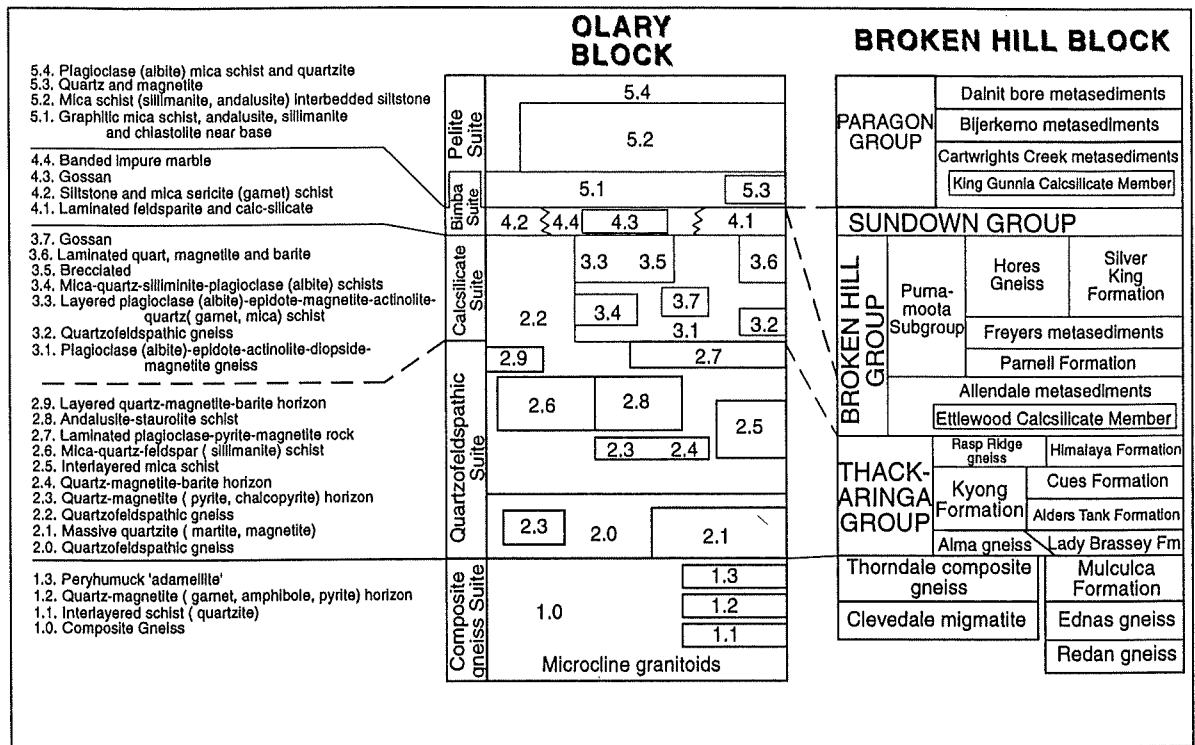 OLARY
BLOCK
BROKEN HILL BLOCK
5.4. Plagioclase (albite) mica schist and quartzite
5.3. Quartz and magnetite
5.2. Mica schist (sillimanite, andalusite) interbedded siltstone
5.1. Graphitic mica schist, andalusite, sillimanite
and chiastolite near base
4.4. Banded impure marble
4.3. Gossan
4.2. Siltstone and mica sericite (garnet) schist
4.1. Laminated feldsparite and calc-silicate
3.7. Gossan
3.6. Laminated quart, magnetite and barite
3.5. Brecciated
3.4. Mica-quartz-silliminite-plagioclase (albite) schists
3.3. Layered plagioclase (albite)-epidote-magnetite-actinolite-
quartz( garnet, mica) schist
3.2. Quartzofeldspathic gneiss
3.1. Plagioclase (albite)-epidote-actinolite-diopside-
magnetite gneiss
2.9. Layered quartz-magnetite-barite horizon
2.8. Andalusite-staurolite schist
2.7. Laminated plagioclase-pyrite-magnetite rock
2.6. Mica-quartz-feldspar ( sillimanite) schist
2.5. Interlayered mica schist
2.4. Quartz-magnetite-barite horizon
2.3. Quartz-magnetite ( pyrite, chalcopyrite) horizon
2.2. Quartzofeldspathic gneiss
2.1. Massive quartzite ( martite, magnetite)
2.0. Quartzofeldspathic gneiss
1.3. Peryhumuck 'adamellite'
1.2. Quartz-magnetite ( garnet, amphibole, pyrite) horizon
1.1. Interlayered schist ( quartzite)
1.0. Composite Gneiss
Pelite
Suite
5.4
5.2
5.1
5.3
Bimba
Suite
4.2
4.4
4.3
4.1
Calcsilicate
Suite
3.3
3.5
3.6
2.2
3.4
3.7
3.1
3.2
Quartzofeldspathic
Suite
2.9
2.7
2.6
2.8
2.5
2.3
2.4
2.3
2.0
2.1
Composite
gneiss Suite
1.0
1.3
1.2
1.1
Microcline granitoids
PARAGON
GROUP
Dalnit bore metasediments
Bijerkerno metasediments
Cartwrights Creek metasediments
King Gunnia Calcsilicate Member
SUNDOWN GROUP
BROKEN HILL
GROUP
Purna-
moota
Subgroup
Hores
Gneiss
Silver
King
Formation
Freyers metasediments
Parnell Formation
Allendale metasediments
Ettlewood Calcsilicate Member
THACK-
ARINGA
GROUP
Rasp Ridge
gneiss
Himalaya Formation
Kyong
Formation
Cues Formation
Alders Tank Formation
Alma gneiss
Lady Brassey Fm
Thorndale composite
gneiss
Mulculca
Formation
Clevedale migmatite
Ednas gneiss
Redan gneiss